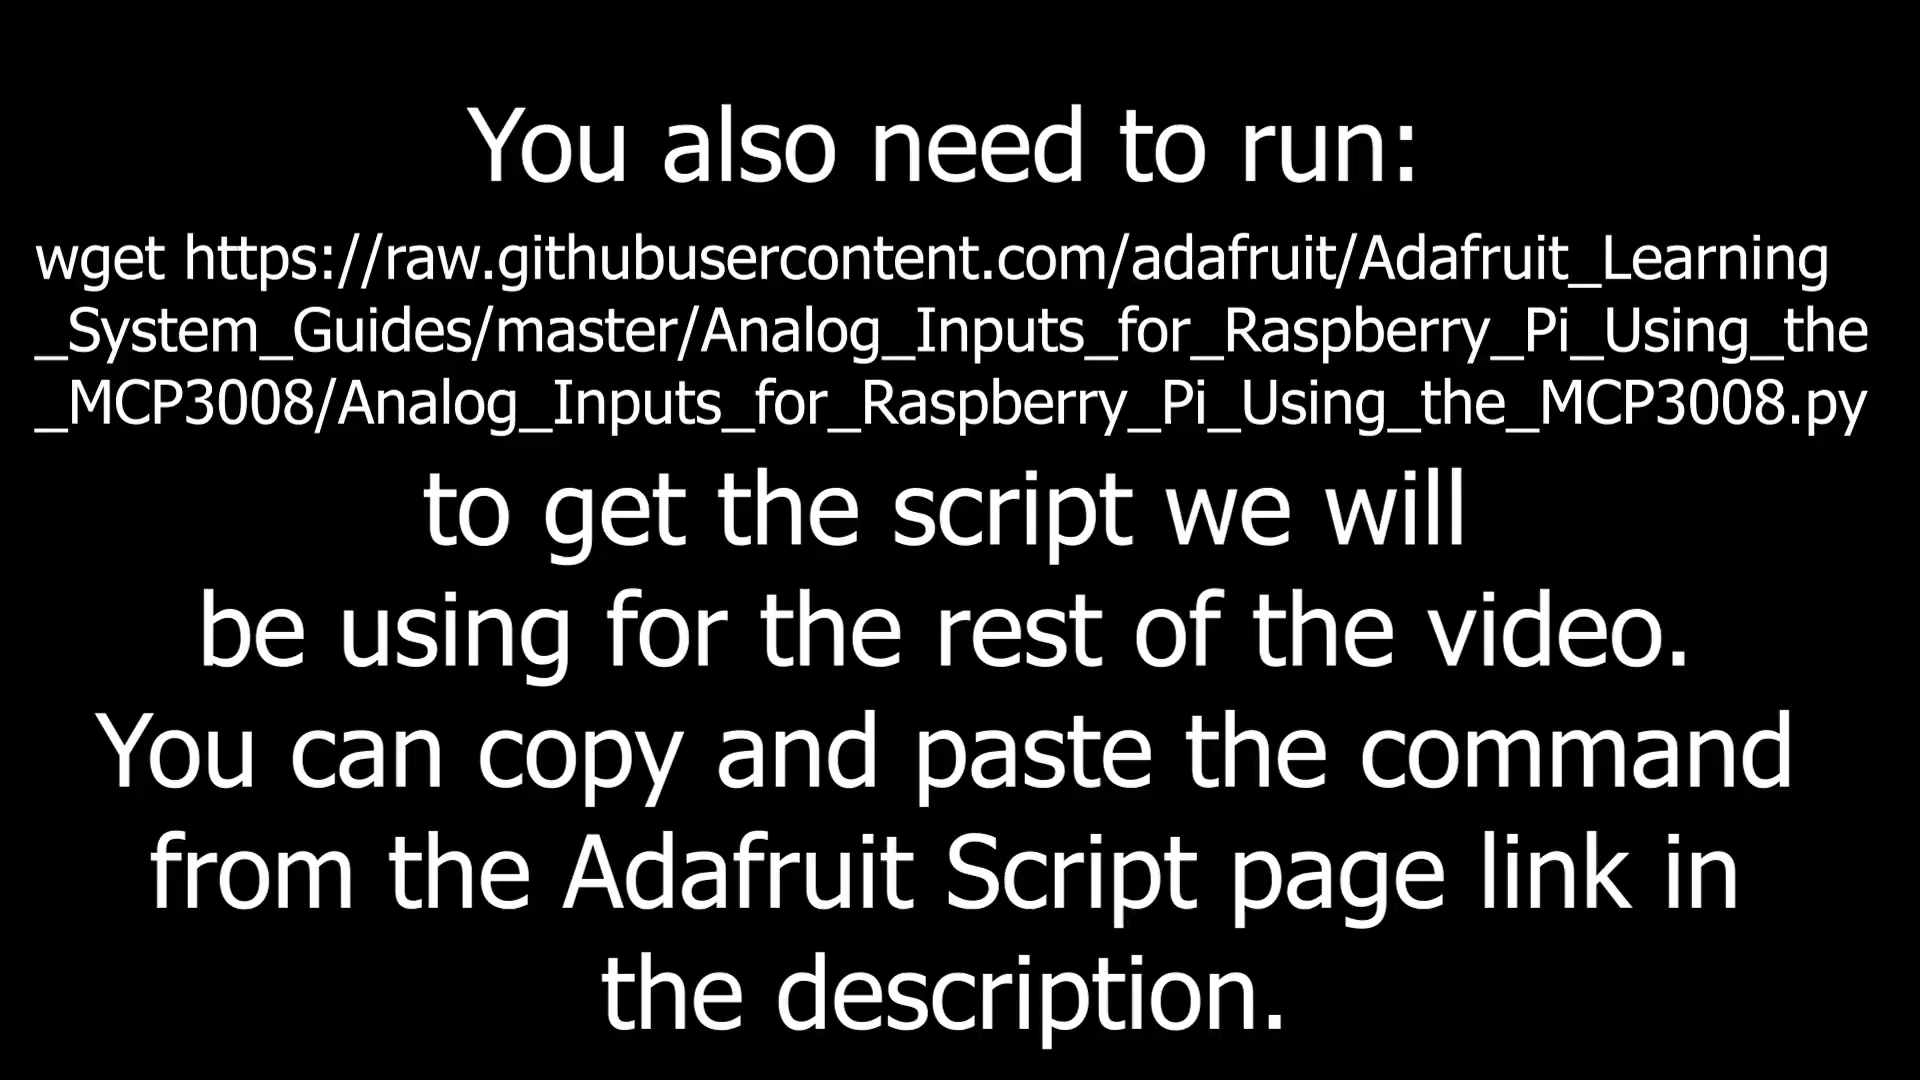 You also need to run:
wget https://raw.githubusercontent.com/adafruit/Adafruit_Learning
_System_Guides/master/Analog_Inputs_for_Raspberry_Pi_Using_the
_MCP3008/Analog_Inputs_for_Raspberry_Pi_Using_the_MCP3008.py
to get the script we will
be using for the rest of the video.
You can copy and paste the command
from the Adafruit Script page link in
the description.